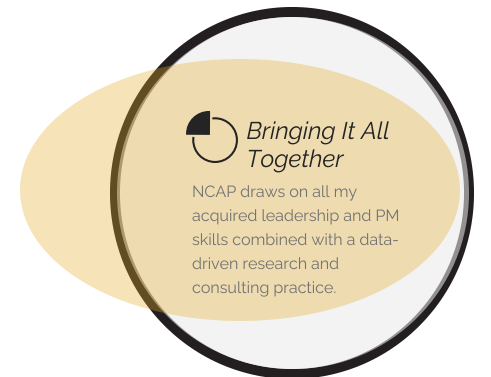 Bringing It All
Together
NCAP draws on all my
acquired leadership and PM
skills combined with a data-
driven research and
consulting practice.